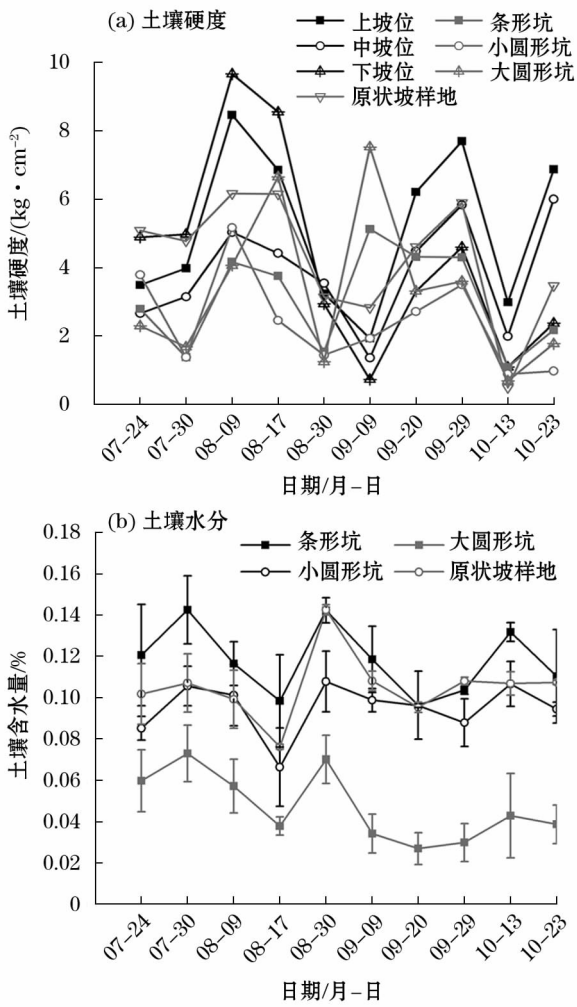 (a) 土壤硬度
上坡位 条形坑
中坡位 小圆形坑
下坡位 大圆形坑
原状坡样地
10
8
6
4
2
0
土壤硬度/(kg·cm⁻²)
07-24 07-30 08-09 08-17 08-30 09-09 09-20 09-29 10-13 10-23
日期/月-日
(b) 土壤水分
条形坑 大圆形坑
小圆形坑 原状坡样地
0.18
0.16
0.14
0.12
0.10
0.08
0.06
0.04
0.02
0
土壤含水量/%
07-24 07-30 08-09 08-17 08-30 09-09 09-20 09-29 10-13 10-23
日期/月-日